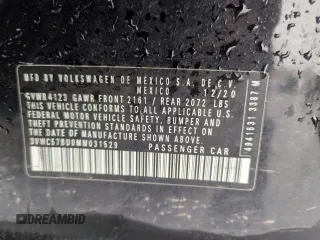 MFD BY VOLKSWAGEN DE MEXICO S.A. DE C.V.
MEXICO 12/20
GVWR 4123 GAWR FRONT 2161 / REAR 2072 LBS
THIS VEHICLE CONFORMS TO ALL APPLICABLE U.S.
FEDERAL MOTOR VEHICLE SAFETY, BUMPER AND
THEFT PREVENTION STANDARDS IN EFFECT ON THE
DATE OF MANUFACTURE SHOWN ABOVE.
3VWC57BU0MM031529
PASSENGER CAR